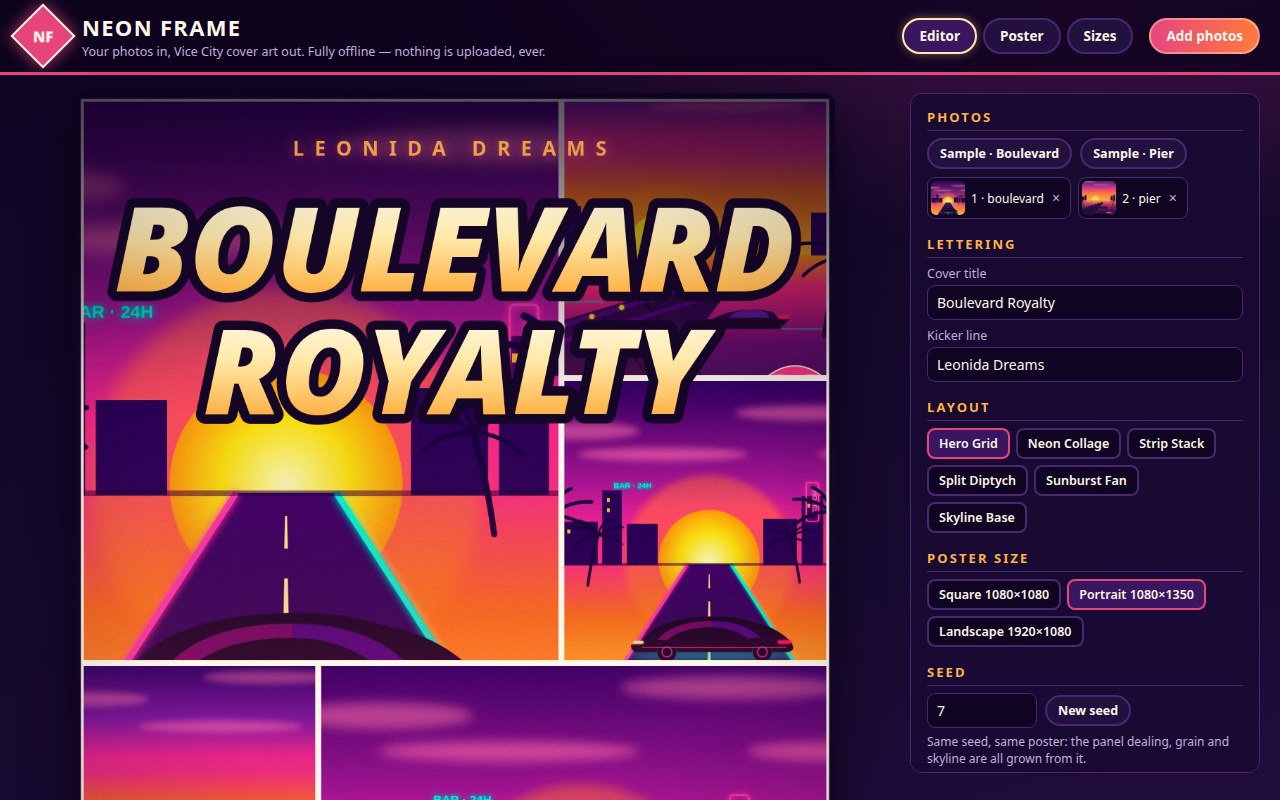 NF
NEON FRAME
Your photos in, Vice City cover art out. Fully offline — nothing is uploaded, ever.
Editor
Poster
Sizes
Add photos
LEONIDA DREAMS
BOULEVARD
ROYALTY
AR · 24H
BAR · 24H
BAR · 24H
PHOTOS
Sample · Boulevard
Sample · Pier
1 · boulevard ×
2 · pier ×
LETTERING
Cover title
Boulevard Royalty
Kicker line
Leonida Dreams
LAYOUT
Hero Grid
Neon Collage
Strip Stack
Split Diptych
Sunburst Fan
Skyline Base
POSTER SIZE
Square 1080×1080
Portrait 1080×1350
Landscape 1920×1080
SEED
7
New seed
Same seed, same poster: the panel dealing, grain and
skyline are all grown from it.